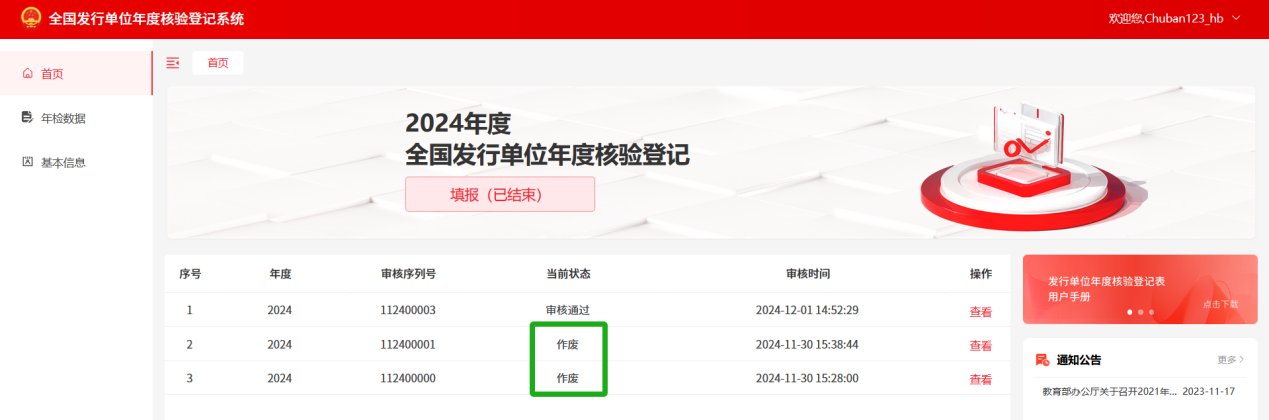 全国发行单位年度核验登记系统
欢迎您,Chuban123_hb
首页
首页
年检数据
基本信息
2024年度
全国发行单位年度核验登记
填报（已结束）
序号 年度 审核序列号 当前状态 审核时间 操作
1 2024 112400003 审核通过 2024-12-01 14:52:29 查看
2 2024 112400001 作废 2024-11-30 15:38:44 查看
3 2024 112400000 作废 2024-11-30 15:28:00 查看
发行单位年度核验登记表
用户手册
点击下载
通知公告 更多
教育部办公厅关于召开2021年... 2023-11-17